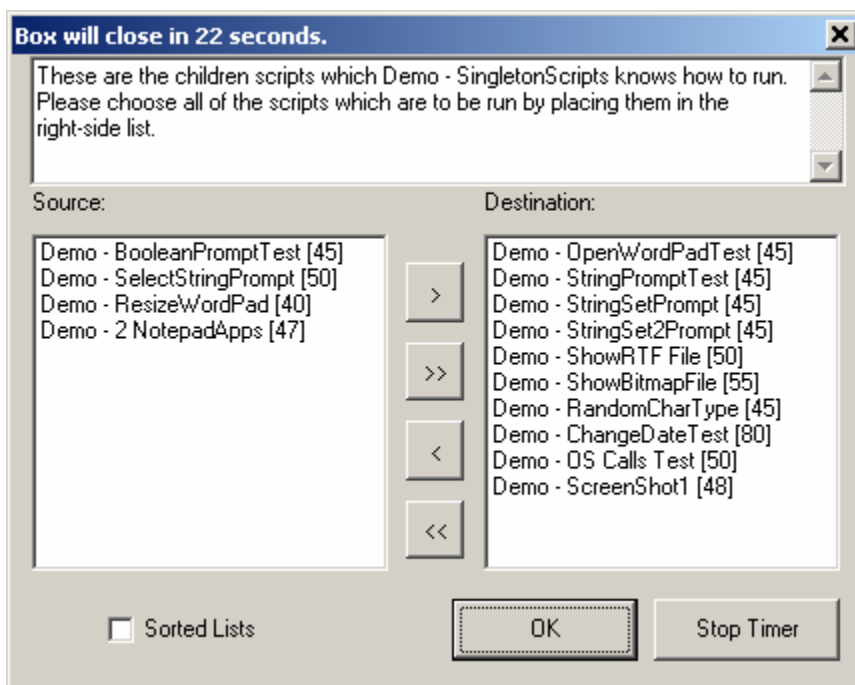 Box will close in 22 seconds.
These are the children scripts which Demo - SingletonScripts knows how to run.
Please choose all of the scripts which are to be run by placing them in the
right-side list.
Source:
Demo - BooleanPromptTest [45]
Demo - SelectStringPrompt [50]
Demo - ResizeWordPad [40]
Demo - 2 NotepadApps [47]
>
>>
<
<<
Destination:
Demo - OpenWordPadTest [45]
Demo - StringPromptTest [45]
Demo - StringSetPrompt [45]
Demo - StringSet2Prompt [45]
Demo - ShowRTF File [50]
Demo - ShowBitmapFile [55]
Demo - RandomCharType [45]
Demo - ChangeDateTest [80]
Demo - OS Calls Test [50]
Demo - ScreenShot1 [48]
Sorted Lists
OK
Stop Timer